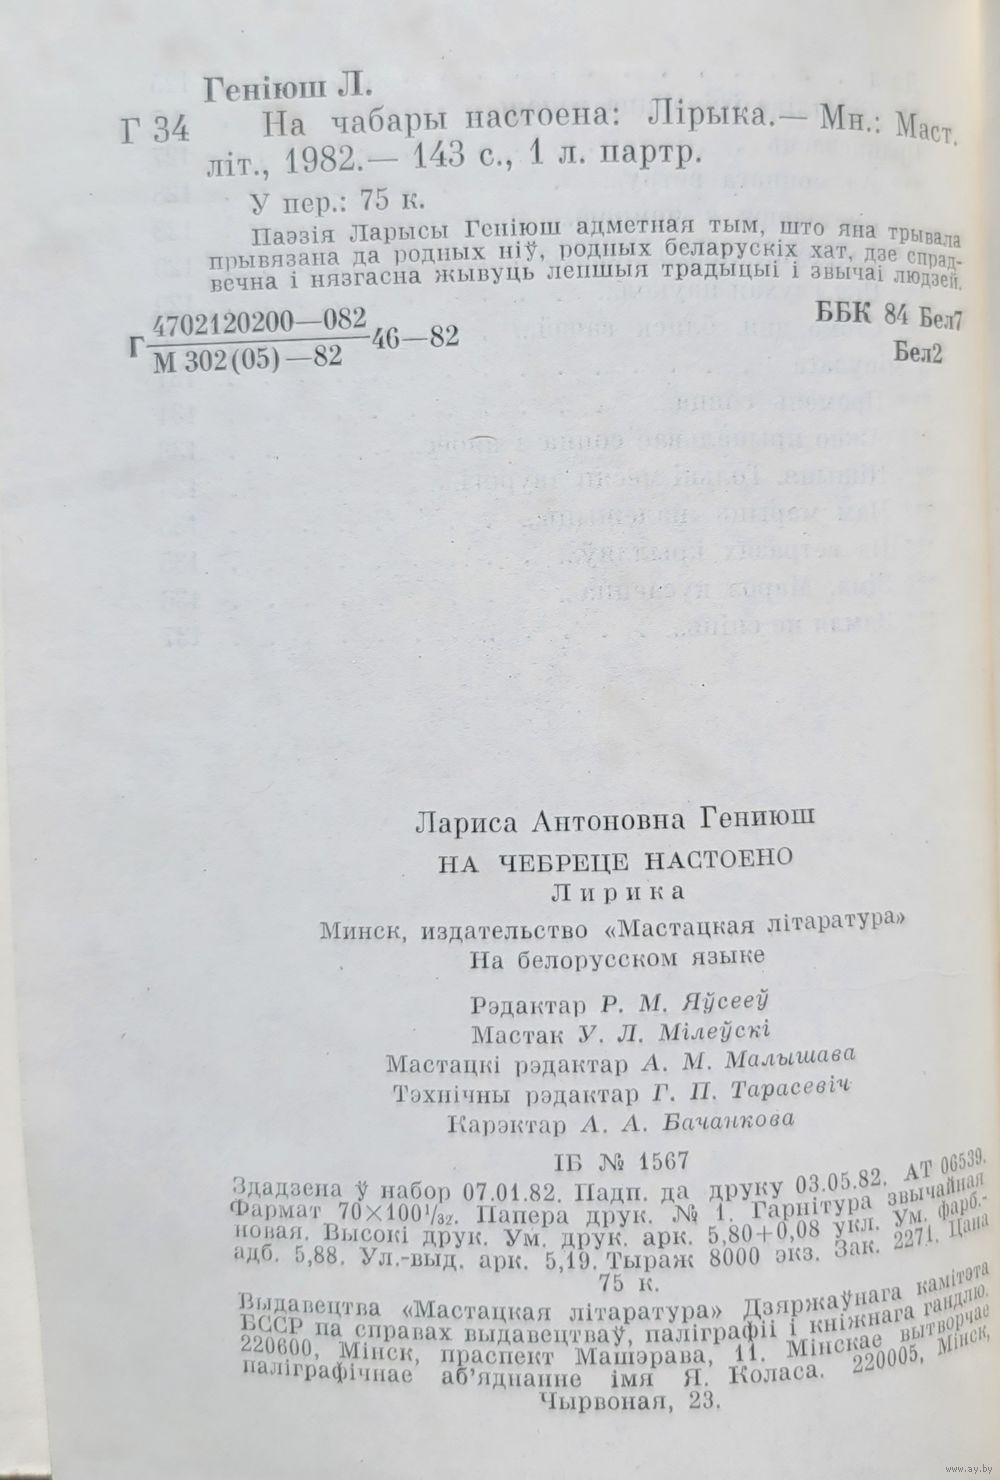 Геніюш Л.
Г 34 На чабары настоена: Лірыка.— Мн.: Маст.
літ., 1982.— 143 с., 1 л. партр.
У пер.: 75 к.
Паэзія Ларысы Геніюш адметная тым, што яна трывала
прывязана да родных ніў, родных беларускіх хат, дзе спрад-
вечна і нязгасна жывуць лепшыя традыцыі і звычаі людзей.
Г 4702120200—082 46—82
М 302(05)—82
ББК 84 Бел7
Бел2
Лариса Антоновна Гениюш
НА ЧЕБРЕЦЕ НАСТОЕНО
Лирика
Минск, издательство «Мастацкая літаратура»
На белорусском языке
Рэдактар Р. М. Яўсееў
Мастак У. Л. Мілеўскі
Мастацкі рэдактар А. М. Малышава
Тэхнічны рэдактар Г. П. Тарасевіч
Карэктар А. А. Бачанкова
ІБ № 1567
Здадзена ў набор 07.01.82. Падп. да друку 03.05.82. АТ 06539.
Фармат 70×100¹/₃₂. Папера друк. № 1. Гарнітура звычайная
новая. Высокі друк. Ум. друк. арк. 5,80+0,08 укл. Ум. фарб.-
адб. 5,88. Ул.-выд. арк. 5,19. Тыраж 8000 экз. Зак. 2271. Цана
75 к.
Выдавецтва «Мастацкая літаратура» Дзяржаўнага камітэта
БССР па справах выдавецтваў, паліграфіі і кніжнага гандлю.
220600, Мінск, праспект Машэрава, 11. Мінскае вытворчае
паліграфічнае аб'яднанне імя Я. Коласа. 220005, Мінск,
Чырвоная, 23.
www.ay.by